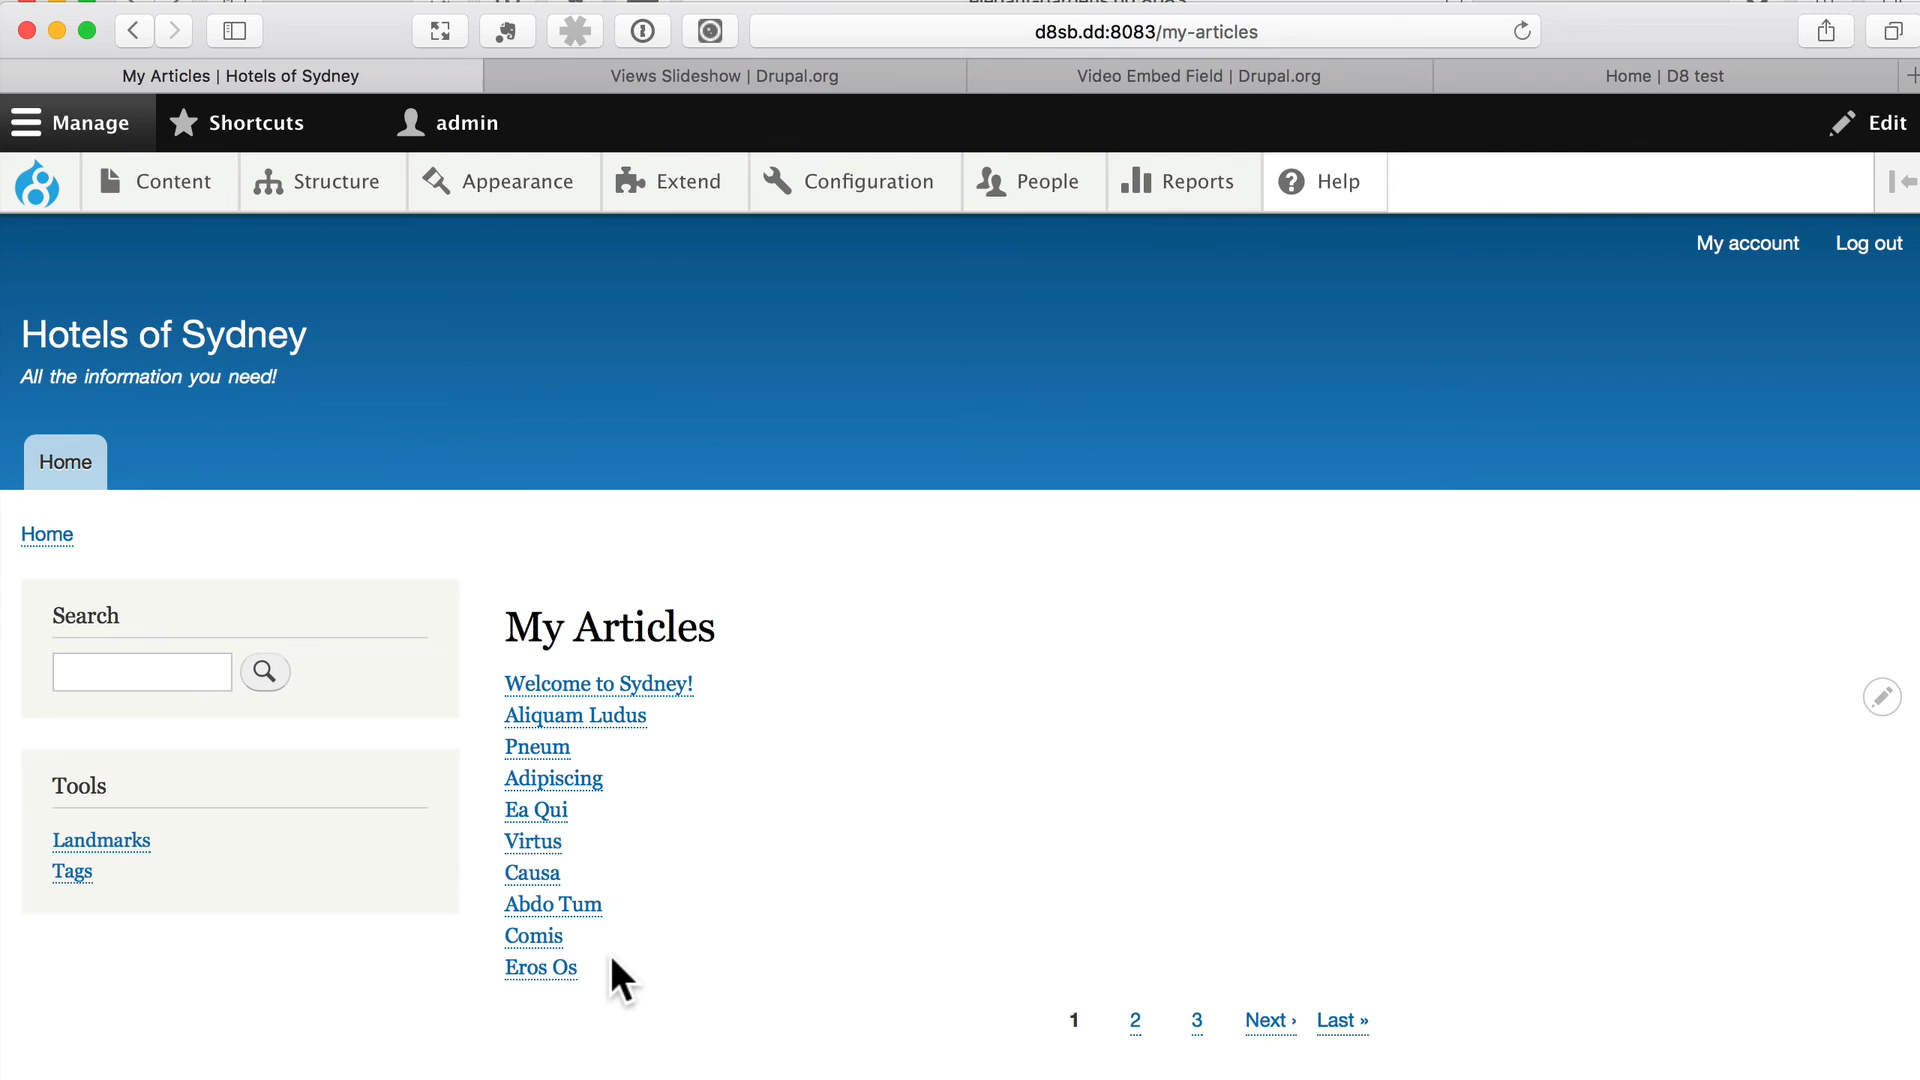 d8sb.dd:8083/my-articles
My Articles | Hotels of Sydney
Views Slideshow | Drupal.org
Video Embed Field | Drupal.org
Home | D8 test
Manage
Shortcuts
admin
Edit
Content
Structure
Appearance
Extend
Configuration
People
Reports
Help
My account
Log out
Hotels of Sydney
All the information you need!
Home
Home
Search
Tools
Landmarks
Tags
My Articles
Welcome to Sydney!
Aliquam Ludus
Pneum
Adipiscing
Ea Qui
Virtus
Causa
Abdo Tum
Comis
Eros Os
1 2 3 Next › Last »